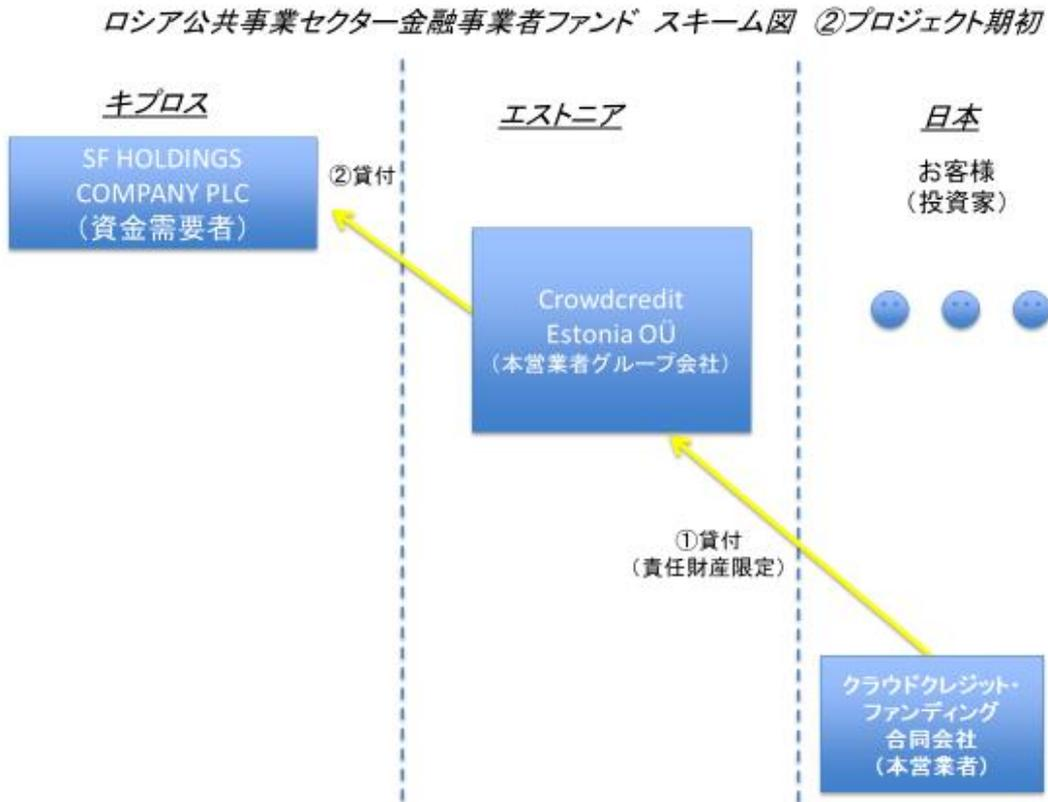 ロシア公共事業セクター金融事業者ファンド スキーム図 ②プロジェクト期初
キプロス
SF HOLDINGS
COMPANY PLC
（資金需要者）
②貸付
エストニア
Crowdcredit
Estonia OÜ
（本営業者グループ会社）
日本
お客様
（投資家）
①貸付
（責任財産限定）
クラウドクレジット・
ファンディング
合同会社
（本営業者）